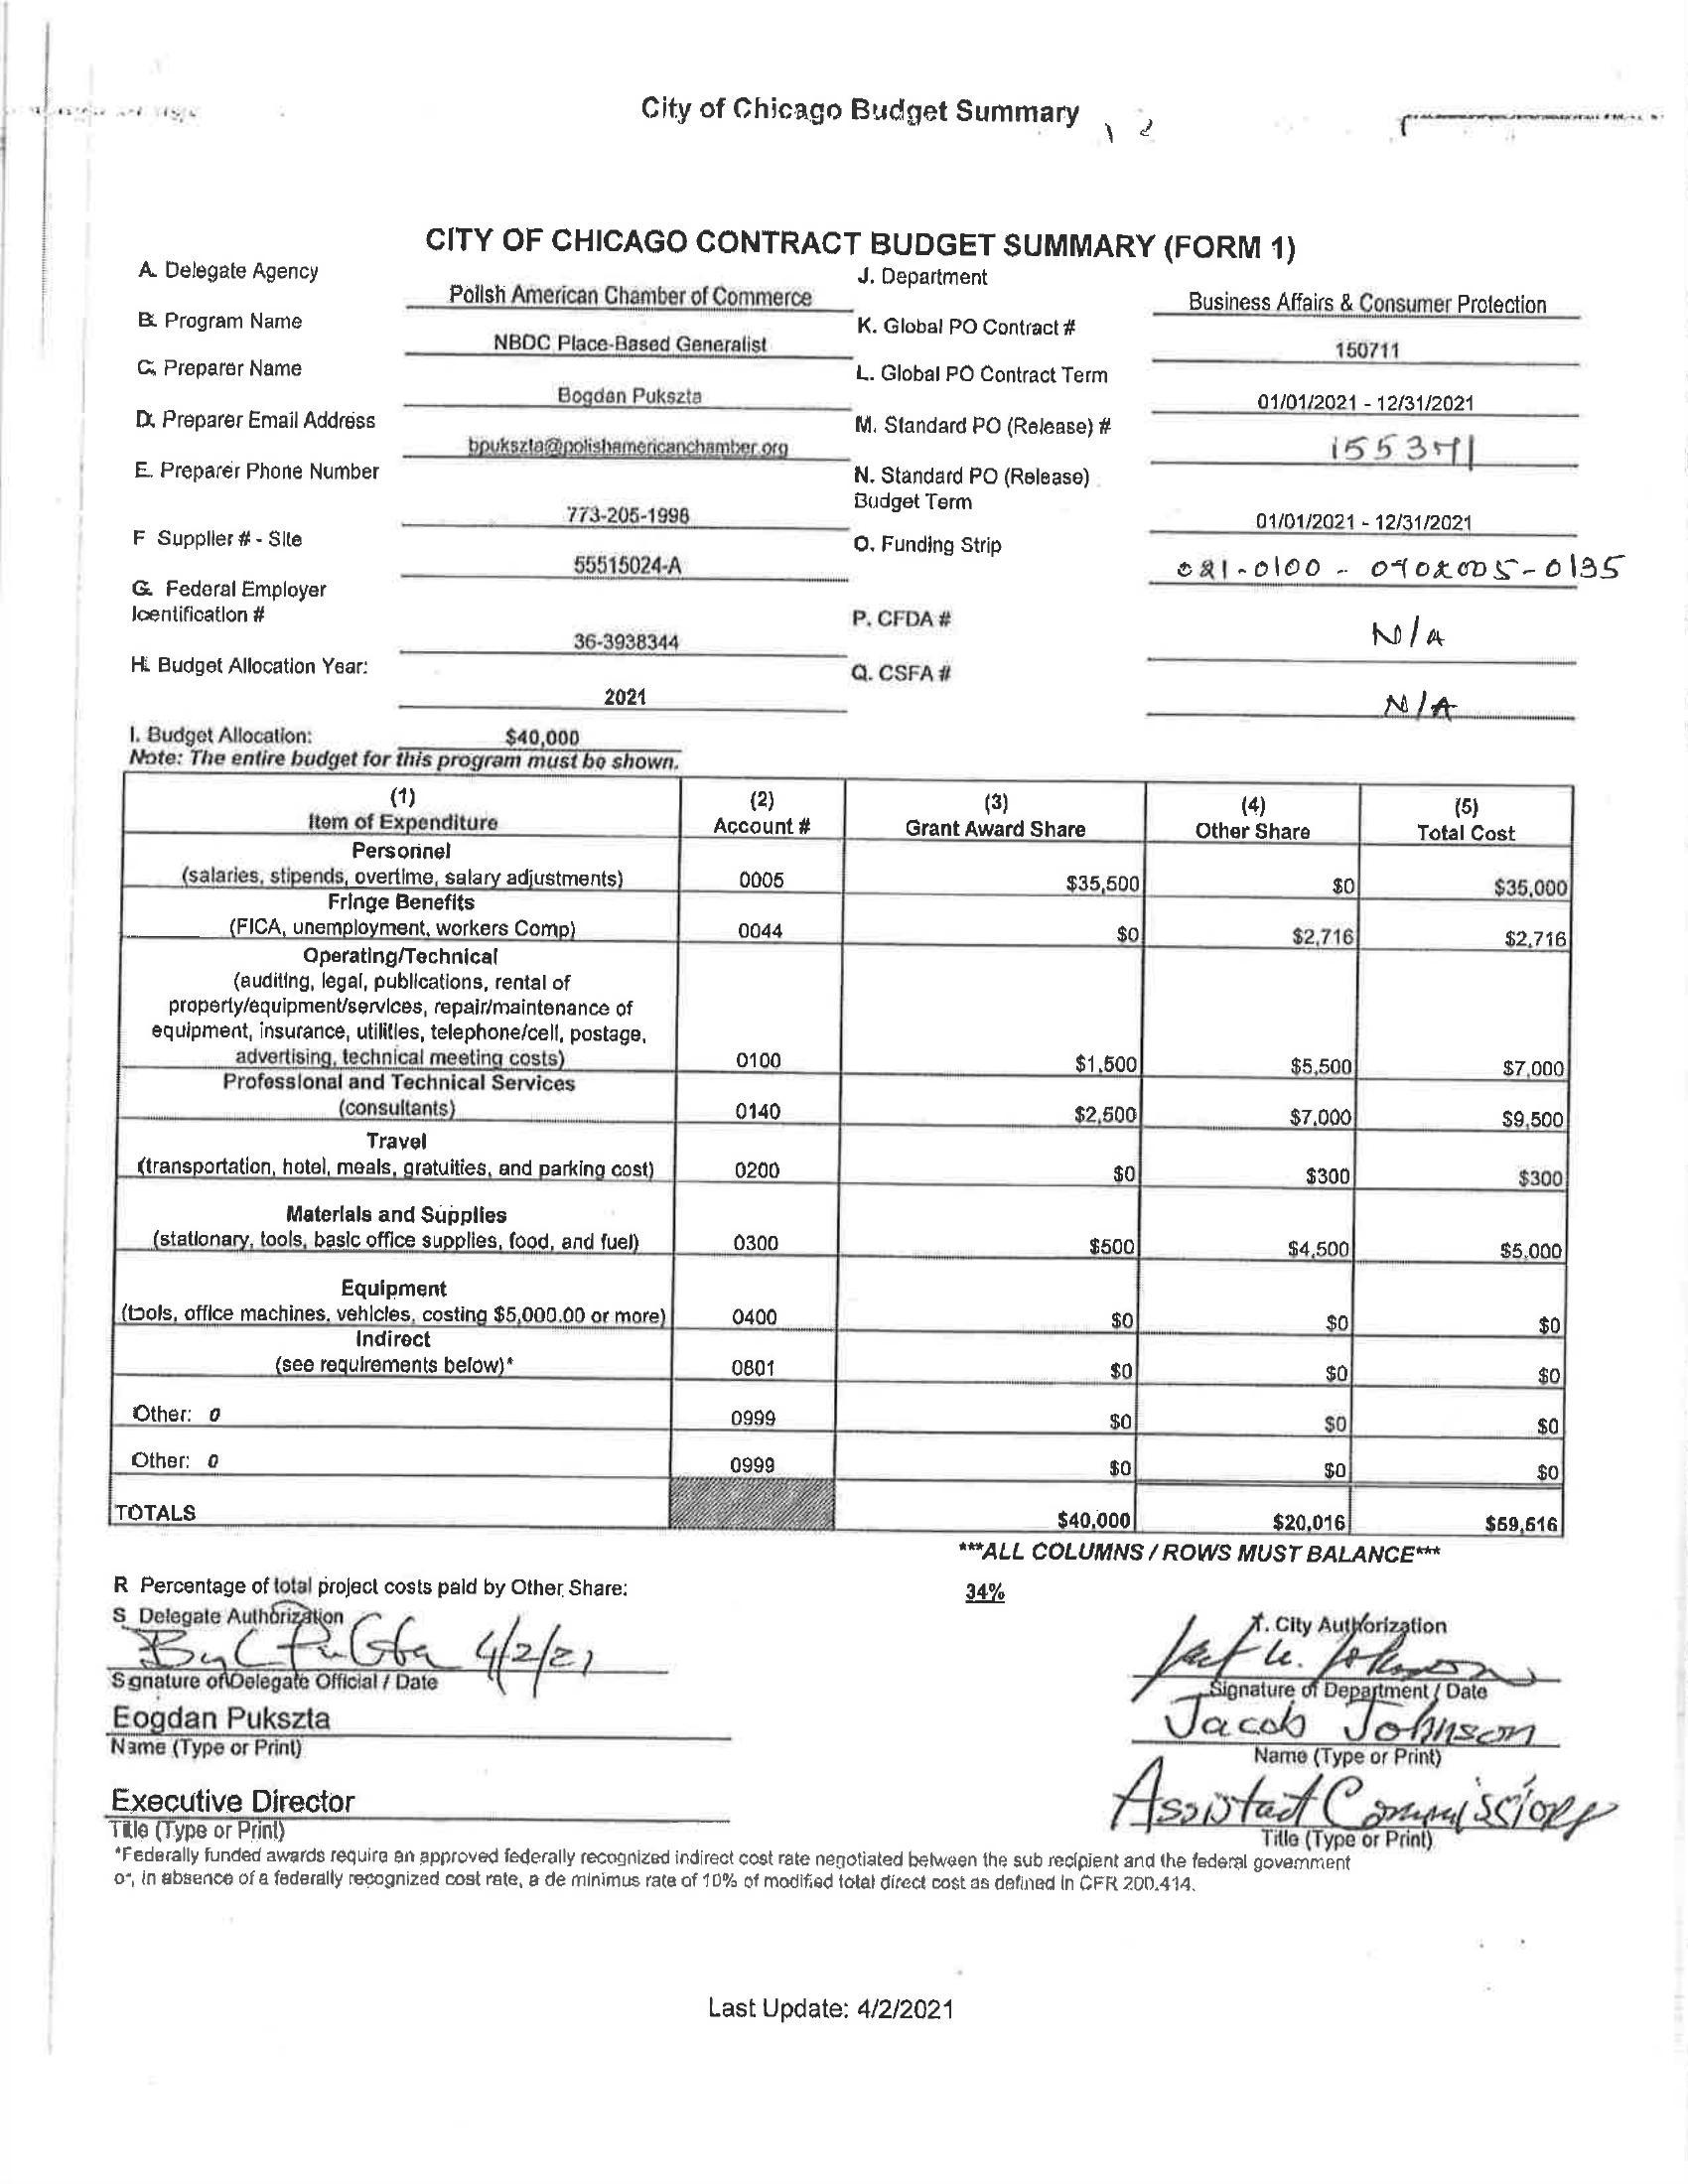 City of Chicago Budget Summary
CITY OF CHICAGO CONTRACT BUDGET SUMMARY (FORM 1)
A. Delegate Agency Polish American Chamber of Commerce
J. Department Business Affairs & Consumer Protection
B. Program Name NBDC Place-Based Generalist
K. Global PO Contract # 150711
C. Preparer Name Bogdan Pukszta
L. Global PO Contract Term 01/01/2021 - 12/31/2021
D. Preparer Email Address bpukszta@polishamericanchamber.org
M. Standard PO (Release) # 155371
E. Preparer Phone Number 773-205-1998
N. Standard PO (Release)
Budget Term 01/01/2021 - 12/31/2021
F Supplier # - Site 55515024-A
O. Funding Strip
G. Federal Employer
Icentification # 36-3938344
P. CFDA # N/A
H. Budget Allocation Year: 2021
Q. CSFA # N/A
I. Budget Allocation: $40,000
Note: The entire budget for this program must be shown.
(1) (2) (3) (4) (5)
Item of Expenditure Account # Grant Award Share Other Share Total Cost
Personnel
(salaries, stipends, overtime, salary adjustments) 0005 $35,500 $0 $35,000
Fringe Benefits
(FICA, unemployment, workers Comp) 0044 $0 $2,716 $2,716
Operating/Technical
(auditing, legal, publications, rental of
property/equipment/services, repair/maintenance of
equipment, insurance, utilities, telephone/cell, postage,
advertising, technical meeting costs) 0100 $1,500 $5,500 $7,000
Professional and Technical Services
(consultants) 0140 $2,500 $7,000 $9,500
Travel
(transportation, hotel, meals, gratuities, and parking cost) 0200 $0 $300 $300
Materials and Supplies
(stationary, tools, basic office supplies, food, and fuel) 0300 $500 $4,500 $5,000
Equipment
(tools, office machines, vehicles, costing $5,000.00 or more) 0400 $0 $0 $0
Indirect
(see requirements below)* 0801 $0 $0 $0
Other: 0 0999 $0 $0 $0
Other: 0 0999 $0 $0 $0
TOTALS $40,000 $20,016 $59,516
***ALL COLUMNS / ROWS MUST BALANCE***
R Percentage of total project costs paid by Other Share: 34%
S Delegate Authorization
T. City Authorization
4/2/21
Signature of Delegate Official / Date
Signature of Department / Date
Eogdan Pukszta
Jacob Johnson
Name (Type or Print)
Name (Type or Print)
Executive Director
Assistant Commissioner
Title (Type or Print)
Title (Type or Print)
*Federally funded awards require an approved federally recognized indirect cost rate negotiated between the sub recipient and the federal government
or, in absence of a federally recognized cost rate, a de minimus rate of 10% of modified total direct cost as defined in CFR 200.414.
Last Update: 4/2/2021